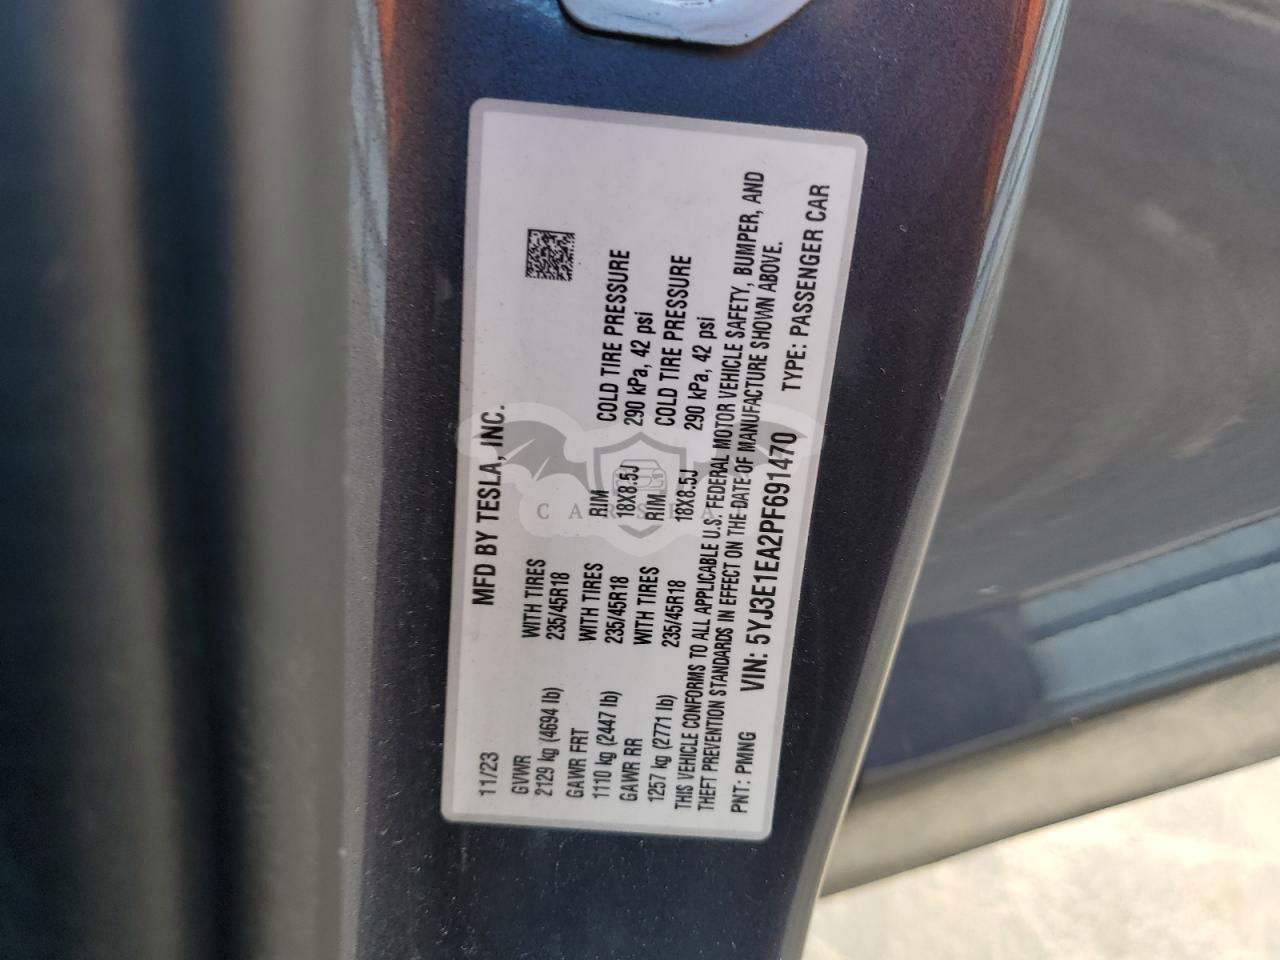 MFD BY TESLA, INC.
11/23
GVWR WITH TIRES
2129 kg (4694 lb) 235/45R18
GAWR FRT WITH TIRES RIM COLD TIRE PRESSURE
1110 kg (2447 lb) 235/45R18 18X8.5J 290 kPa, 42 psi
GAWR RR WITH TIRES RIM COLD TIRE PRESSURE
1257 kg (2771 lb) 235/45R18 18X8.5J 290 kPa, 42 psi
THIS VEHICLE CONFORMS TO ALL APPLICABLE U.S. FEDERAL MOTOR VEHICLE SAFETY, BUMPER, AND
THEFT PREVENTION STANDARDS IN EFFECT ON THE DATE OF MANUFACTURE SHOWN ABOVE.
PNT: PMNG VIN: 5YJ3E1EA2PF691470 TYPE: PASSENGER CAR